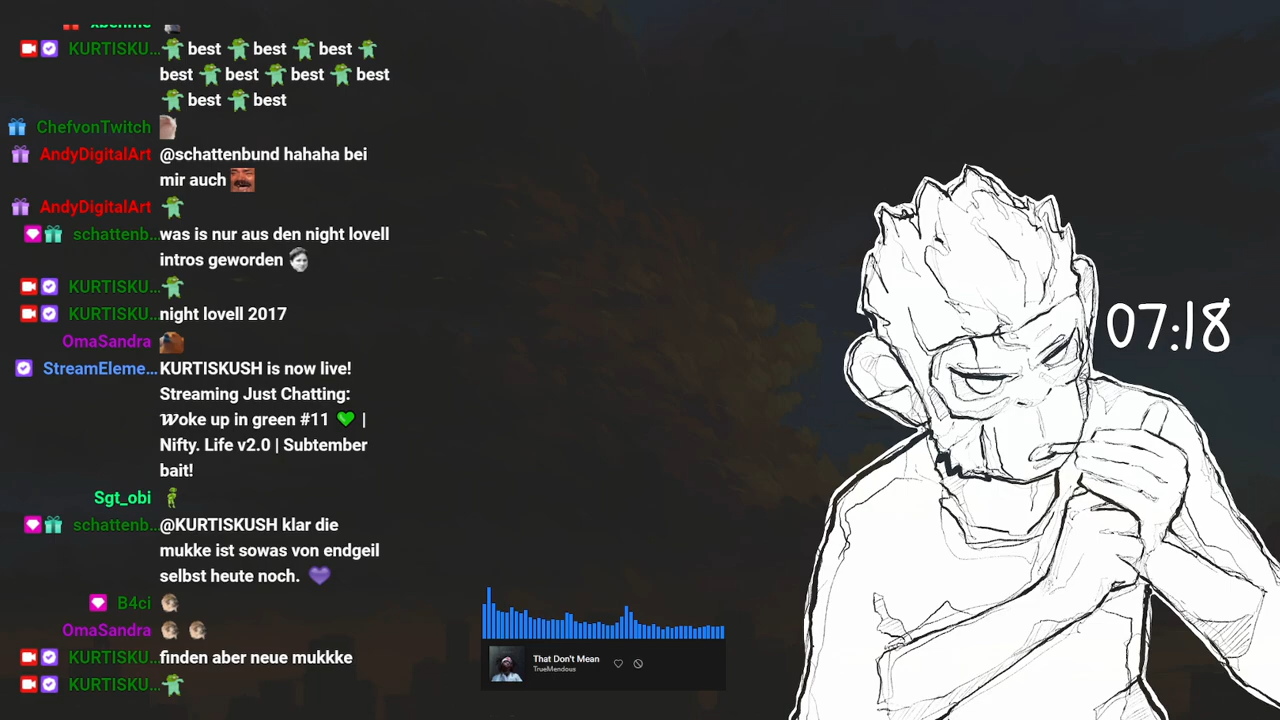 KURTISKU... best best best
best best best best
best best
ChefvonTwitch
AndyDigitalArt @schattenbund hahaha bei
mir auch
AndyDigitalArt
schattenb... was is nur aus den night lovell
intros geworden
KURTISKU...
KURTISKU... night lovell 2017
OmaSandra
StreamEleme... KURTISKUSH is now live!
Streaming Just Chatting:
𝒲oke up in green #11 💚 |
Nifty. Life v2.0 | Subtember
bait!
Sgt_obi
schattenb... @KURTISKUSH klar die
mukke ist sowas von endgeil
selbst heute noch. 💜
B4ci
OmaSandra
KURTISKU... finden aber neue mukkke
KURTISKU...
07:18
That Don't Mean
TrueMendous